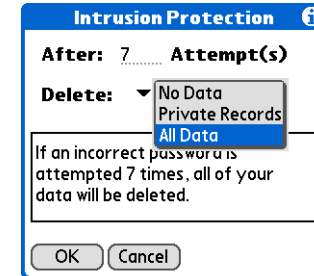 Intrusion Protection i
After: 7 Attempt(s)
Delete: No Data
Private Records
All Data
If an incorrect password is
attempted 7 times, all of your
data will be deleted.
OK Cancel